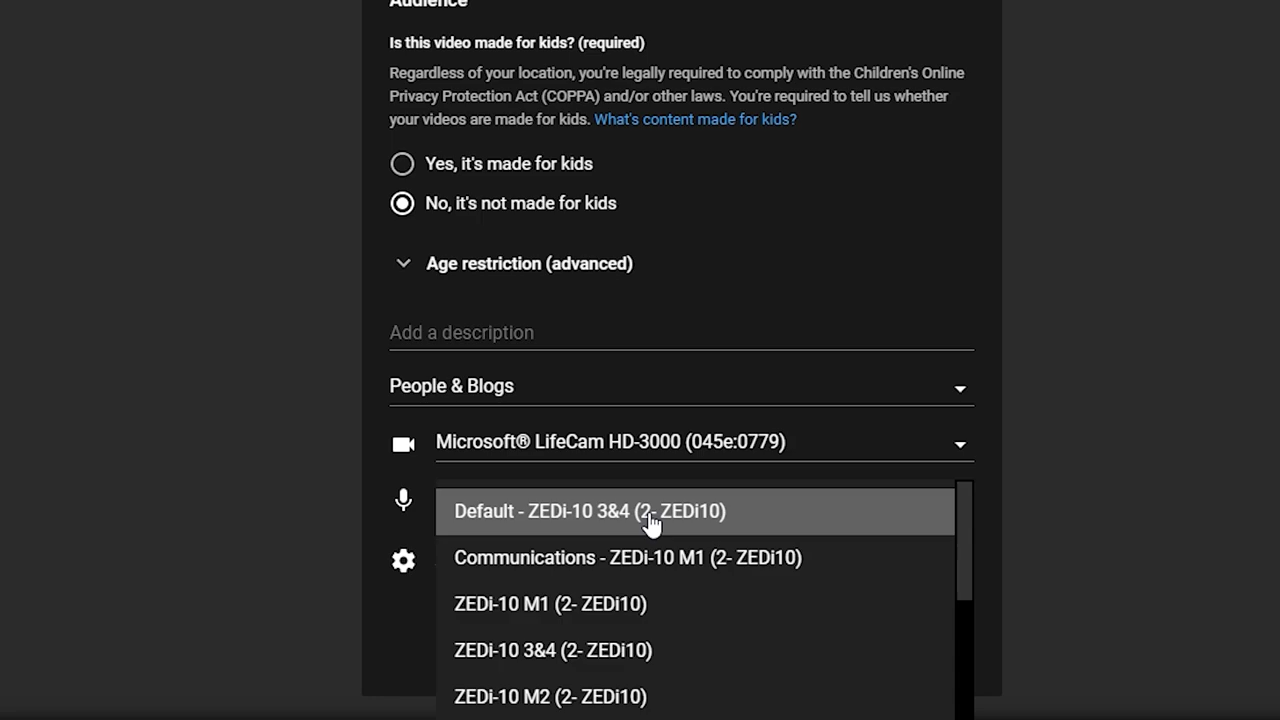 Audience
Is this video made for kids? (required)
Regardless of your location, you're legally required to comply with the Children's Online
Privacy Protection Act (COPPA) and/or other laws. You're required to tell us whether
your videos are made for kids. What's content made for kids?
Yes, it's made for kids
No, it's not made for kids
Age restriction (advanced)
Add a description
People & Blogs
Microsoft® LifeCam HD-3000 (045e:0779)
Default - ZEDi-10 3&4 (2- ZEDi10)
Communications - ZEDi-10 M1 (2- ZEDi10)
ZEDi-10 M1 (2- ZEDi10)
ZEDi-10 3&4 (2- ZEDi10)
ZEDi-10 M2 (2- ZEDi10)